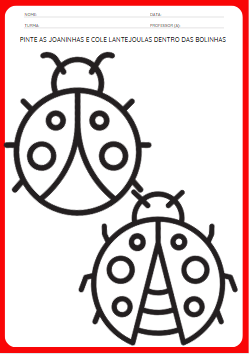 NOME: DATA:
TURMA: PROFESSOR (A):
PINTE AS JOANINHAS E COLE LANTEJOULAS DENTRO DAS BOLINHAS